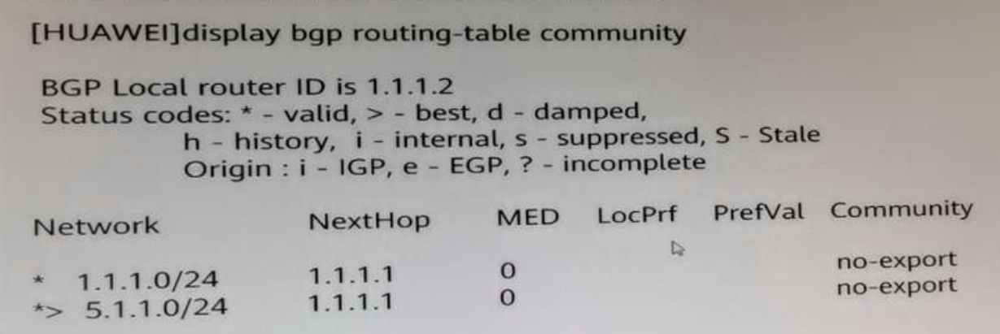 [HUAWEI]display bgp routing-table community
BGP Local router ID is 1.1.1.2
Status codes: * - valid, > - best, d - damped,
h - history, i - internal, s - suppressed, S - Stale
Origin : i - IGP, e - EGP, ? - incomplete
Network NextHop MED LocPrf PrefVal Community
* 1.1.1.0/24 1.1.1.1 0 no-export
*> 5.1.1.0/24 1.1.1.1 0 no-export